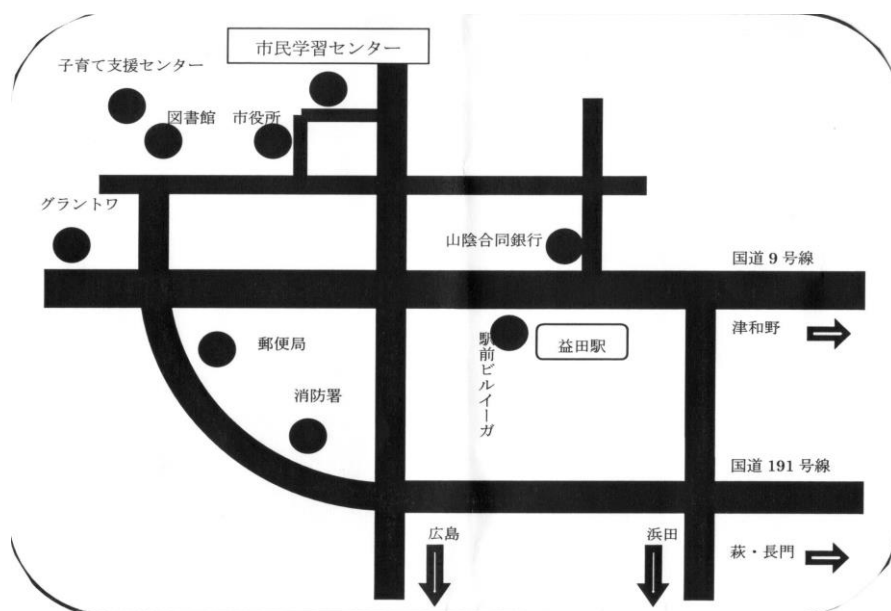 市民学習センター
子育て支援センター
図書館
市役所
グラントワ
山陰合同銀行
国道 9 号線
津和野
郵便局
駅前ビルイーガ
益田駅
消防署
国道 191 号線
広島
浜田
萩・長門